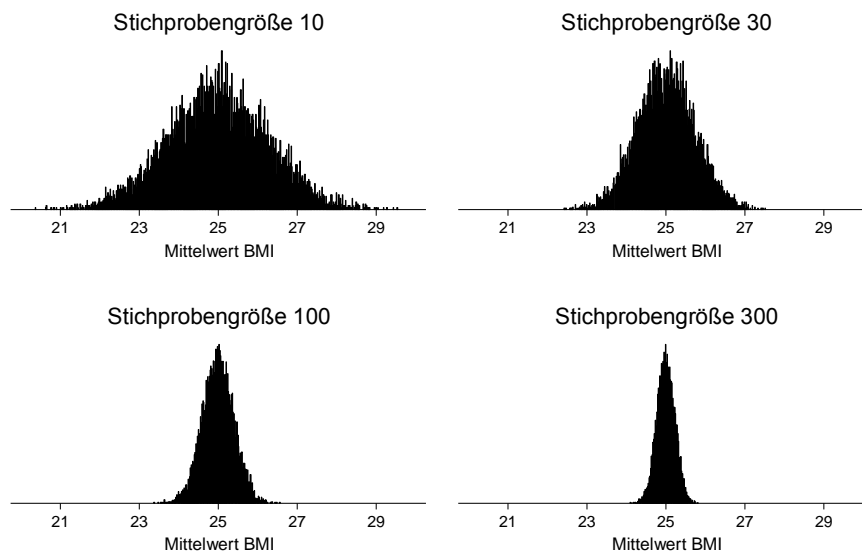 Stichprobengröße 10
21 23 25 27 29
Mittelwert BMI
Stichprobengröße 30
21 23 25 27 29
Mittelwert BMI
Stichprobengröße 100
21 23 25 27 29
Mittelwert BMI
Stichprobengröße 300
21 23 25 27 29
Mittelwert BMI